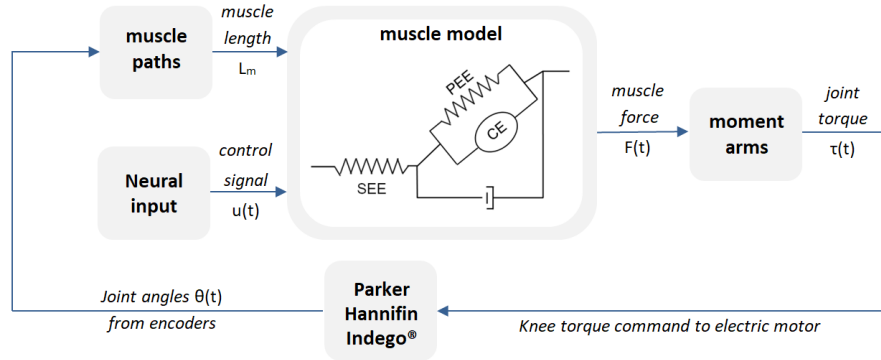 muscle
paths
muscle
length
Lₘ
muscle model
PEE
CE
SEE
muscle
force
F(t)
moment
arms
joint
torque
τ(t)
Neural
input
control
signal
u(t)
Joint angles θ(t)
from encoders
Parker
Hannifin
Indego®
Knee torque command to electric motor